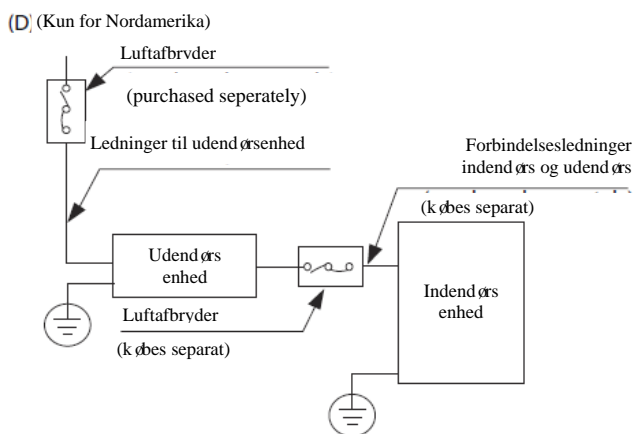 (D) (Kun for Nordamerika)
Luftafbryder
(purchased seperately)
Ledninger til udendørsenhed
Forbindelsesledninger
indendørs og udendørs
(købes separat)
Udendørs
enhed
Indendørs
enhed
Luftafbryder
(købes separat)